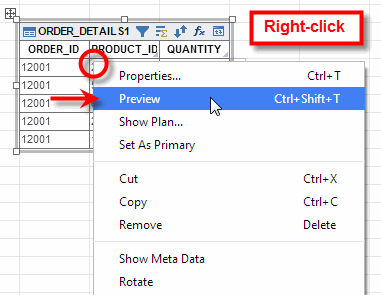 Right-click
ORDER_DETAILS1
ORDER_ID PRODUCT_ID QUANTITY
12001
12001
12001
12001
12001
Properties... Ctrl+T
Preview Ctrl+Shift+T
Show Plan...
Set As Primary
Cut Ctrl+X
Copy Ctrl+C
Remove Delete
Show Meta Data
Rotate